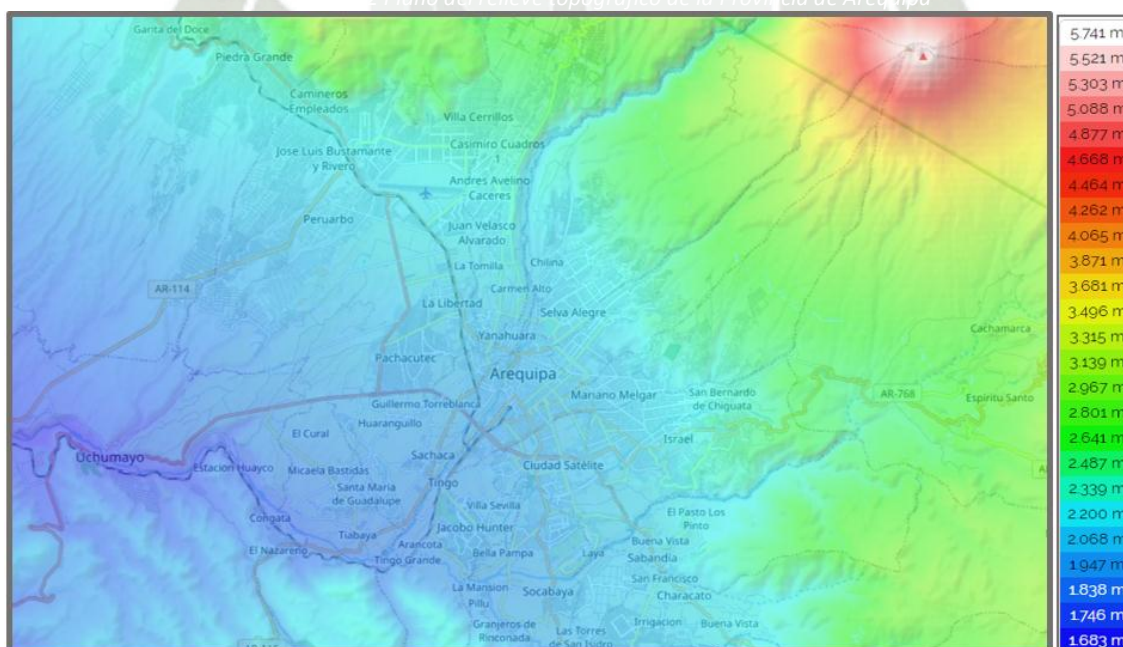 Plano del relieve topográfico de la Provincia de Arequipa
Garita del Doce
Piedra Grande
Camineros
Empleados
Villa Cerrillos
Jose Luis Bustamante
y Rivero
Casimiro Cuadros
1
Andres Avelino
Caceres
Peruarbo
Juan Velasco
Alvarado
La Tomilla
Chilina
AR-114
Carmen Alto
La Libertad
Selva Alegre
Yanahuara
Cachamarca
Pachacutec
Arequipa
Mariano Melgar
San Bernardo
de Chiguata
AR-768
Espiritu Santo
Guillermo Torreblanca
Huaranguillo
El Cural
Israel
Uchumayo
Estacion Huayco
Micaela Bastidas
Sachaca
Ciudad Satélite
Santa Maria
de Guadalupe
Tingo
Villa Sevilla
El Pasto Los
Pinto
Congata
Tiabaya
Jacobo Hunter
Buena Vista
El Nazareno
Arancota
Tingo Grande
Bella Pampa
Laya
Sabandia
San Francisco
La Mansion
Pillu
Socabaya
Characato
Granjeros de
Rinconada
Las Torres
de San Isidro
Irrigacion
Buena Vista
5.741 m
5.521 m
5.303 m
5.088 m
4.877 m
4.668 m
4.464 m
4.262 m
4.065 m
3.871 m
3.681 m
3.496 m
3.315 m
3.139 m
2.967 m
2.801 m
2.641 m
2.487 m
2.339 m
2.200 m
2.068 m
1.947 m
1.838 m
1.746 m
1.683 m